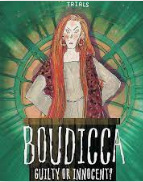 TRIALS
BOUDICCA
GUILTY OR INNOCENT?